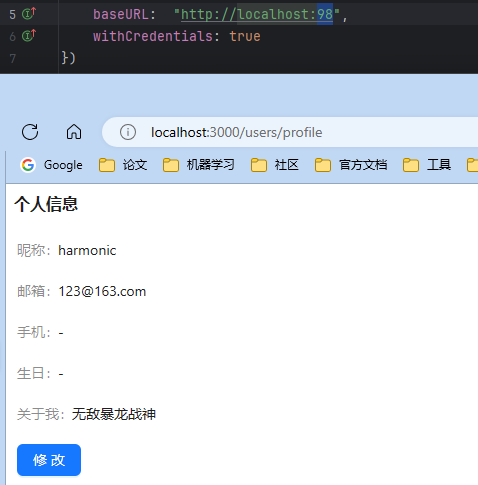 5 baseURL: "http://localhost:98",
6 withCredentials: true
7 })
localhost:3000/users/profile
Google 论文 机器学习 社区 官方文档 工具
个人信息
昵称：harmonic
邮箱：123@163.com
手机：-
生日：-
关于我：无敌暴龙战神
修 改